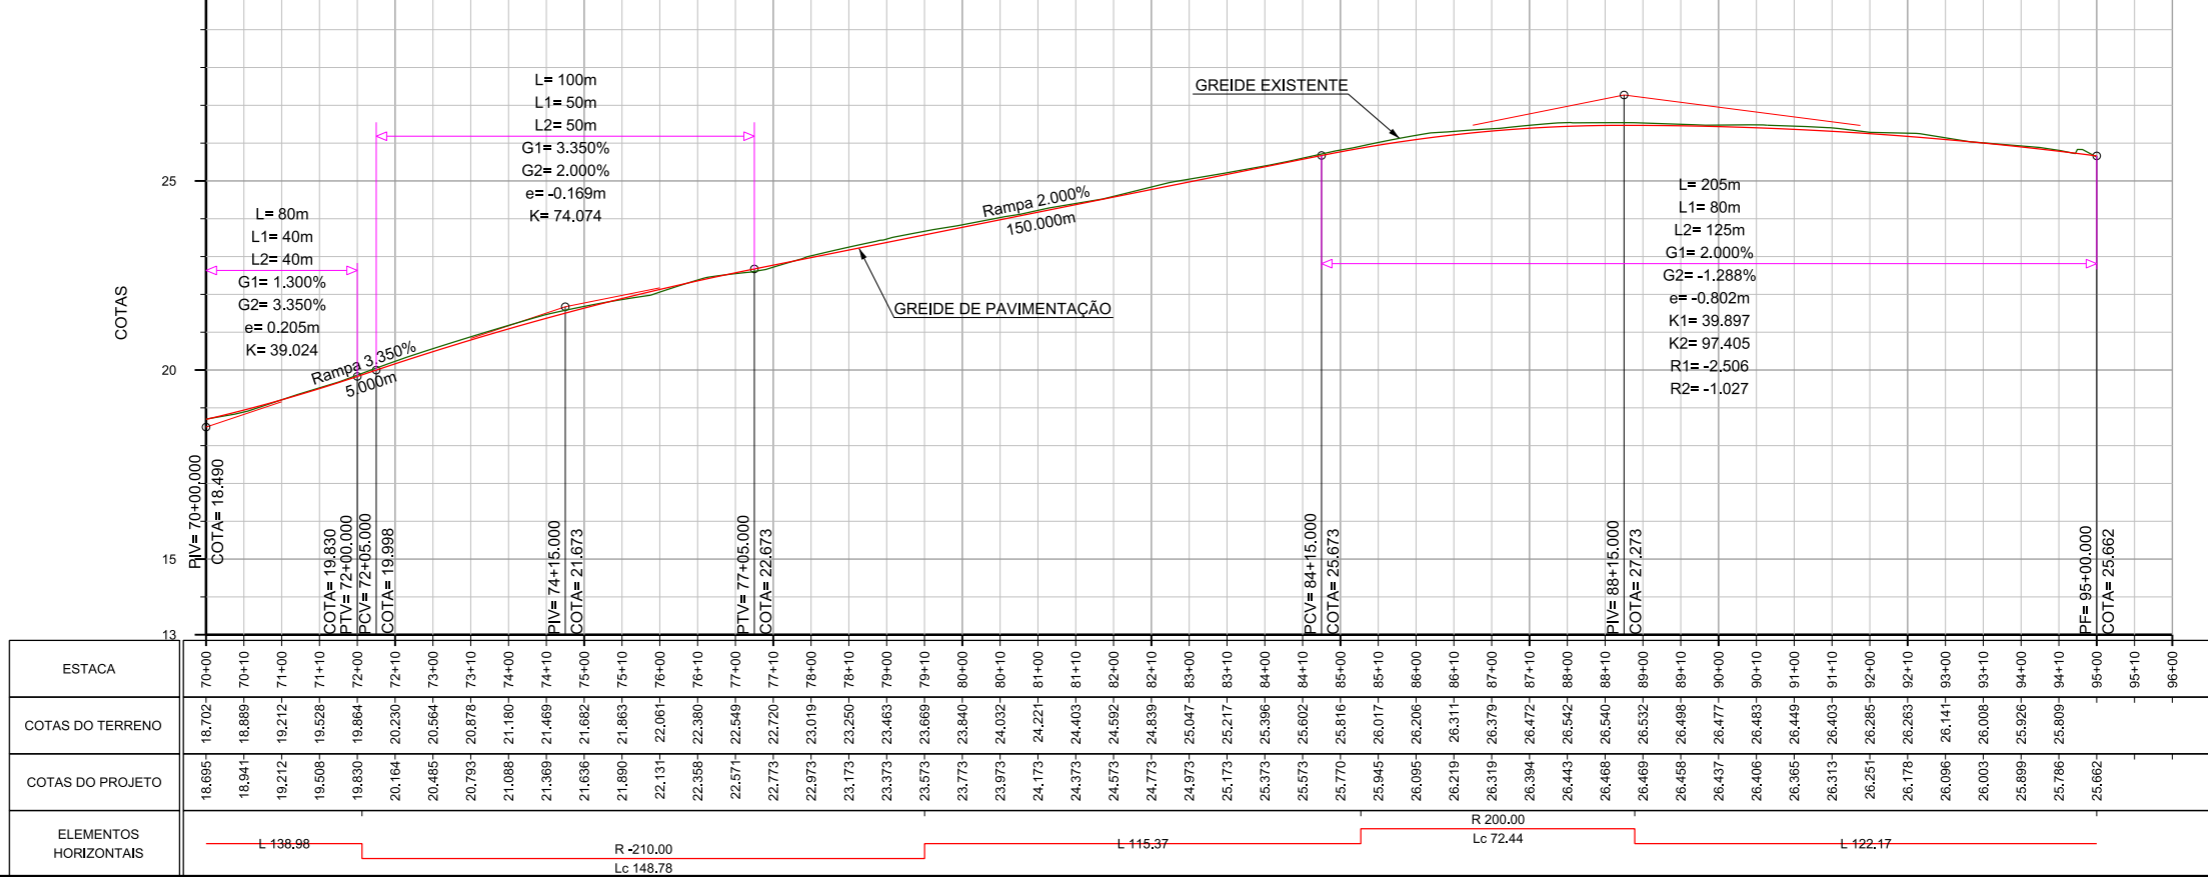 L= 100m
L1= 50m
L2= 50m
G1= 3.350%
G2= 2.000%
e= -0.169m
K= 74.074
GREIDE EXISTENTE
L= 80m
L1= 40m
L2= 40m
G1= 1.300%
G2= 3.350%
e= 0.205m
K= 39.024
Rampa 3.350%
5.000m
Rampa 2.000%
150.000m
GREIDE DE PAVIMENTAÇÃO
L= 205m
L1= 80m
L2= 125m
G1= 2.000%
G2= -1.288%
e= -0.802m
K1= 39.897
K2= 97.405
R1= -2.506
R2= -1.027
COTAS
25
20
15
13
PIV= 70+00.000
COTA= 18.490
COTA= 19.830
PTV= 72+00.000
PCV= 72+05.000
COTA= 19.998
PIV= 74+15.000
COTA= 21.673
PTV= 77+05.000
COTA= 22.673
PCV= 84+15.000
COTA= 25.673
PIV= 88+15.000
COTA= 27.273
PF= 95+00.000
COTA= 25.662
ESTACA 70+00 70+10 71+00 71+10 72+00 72+10 73+00 73+10 74+00 74+10 75+00 75+10 76+00 76+10 77+00 77+10 78+00 78+10 79+00 79+10 80+00 80+10 81+00 81+10 82+00 82+10 83+00 83+10 84+00 84+10 85+00 85+10 86+00 86+10 87+00 87+10 88+00 88+10 89+00 89+10 90+00 90+10 91+00 91+10 92+00 92+10 93+00 93+10 94+00 94+10 95+00 95+10 96+00
COTAS DO TERRENO 18.702 18.889 19.212 19.528 19.864 20.230 20.564 20.878 21.180 21.469 21.682 21.863 22.061 22.380 22.549 22.720 23.019 23.250 23.463 23.669 23.840 24.032 24.221 24.403 24.592 24.839 25.047 25.217 25.396 25.602 25.816 26.017 26.206 26.311 26.379 26.472 26.542 26.540 26.532 26.498 26.477 26.483 26.449 26.403 26.285 26.263 26.141 26.008 25.926 25.809
COTAS DO PROJETO 18.695 18.941 19.212 19.508 19.830 20.164 20.485 20.793 21.088 21.369 21.636 21.890 22.131 22.358 22.571 22.773 22.973 23.173 23.373 23.573 23.773 23.973 24.173 24.373 24.573 24.773 24.973 25.173 25.373 25.573 25.770 25.945 26.095 26.219 26.319 26.394 26.443 26.468 26.469 26.458 26.437 26.406 26.365 26.313 26.251 26.178 26.096 26.003 25.899 25.786 25.662
ELEMENTOS
HORIZONTAIS
L 138.98
R -210.00
Lc 148.78
L 115.37
R 200.00
Lc 72.44
L 122.17